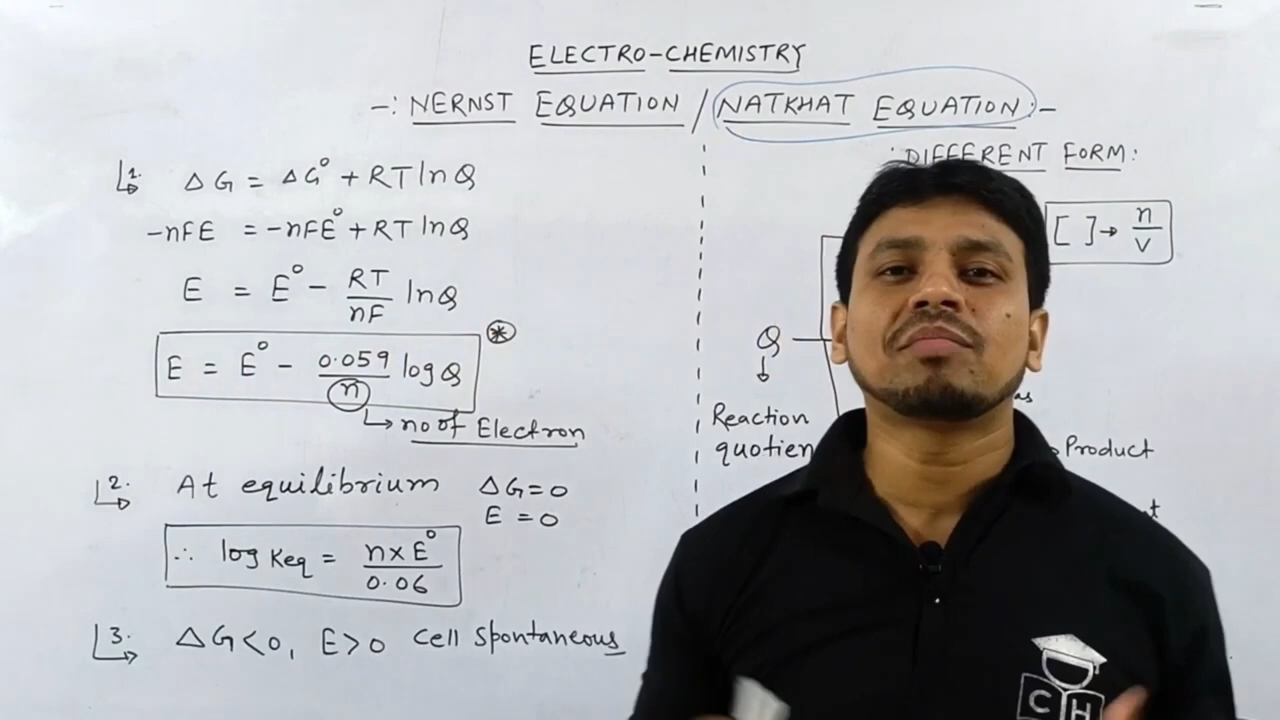 ELECTRO-CHEMISTRY
-: NERNST EQUATION / NATKHAT EQUATION :-
1. ΔG = ΔG° + RT ln Q
-nFE = -nFE° + RT ln Q
E = E° - RT/nF ln Q
E = E° - 0.059/n log Q *
→ no of Electron
2. At equilibrium ΔG = 0
E = 0
∴ log Keq = n x E°/0.06
3. ΔG < 0, E > 0 Cell Spontaneous
: DIFFERENT FORM :
[ ] → n/v
Q
↓
Reaction
→ Product
C H